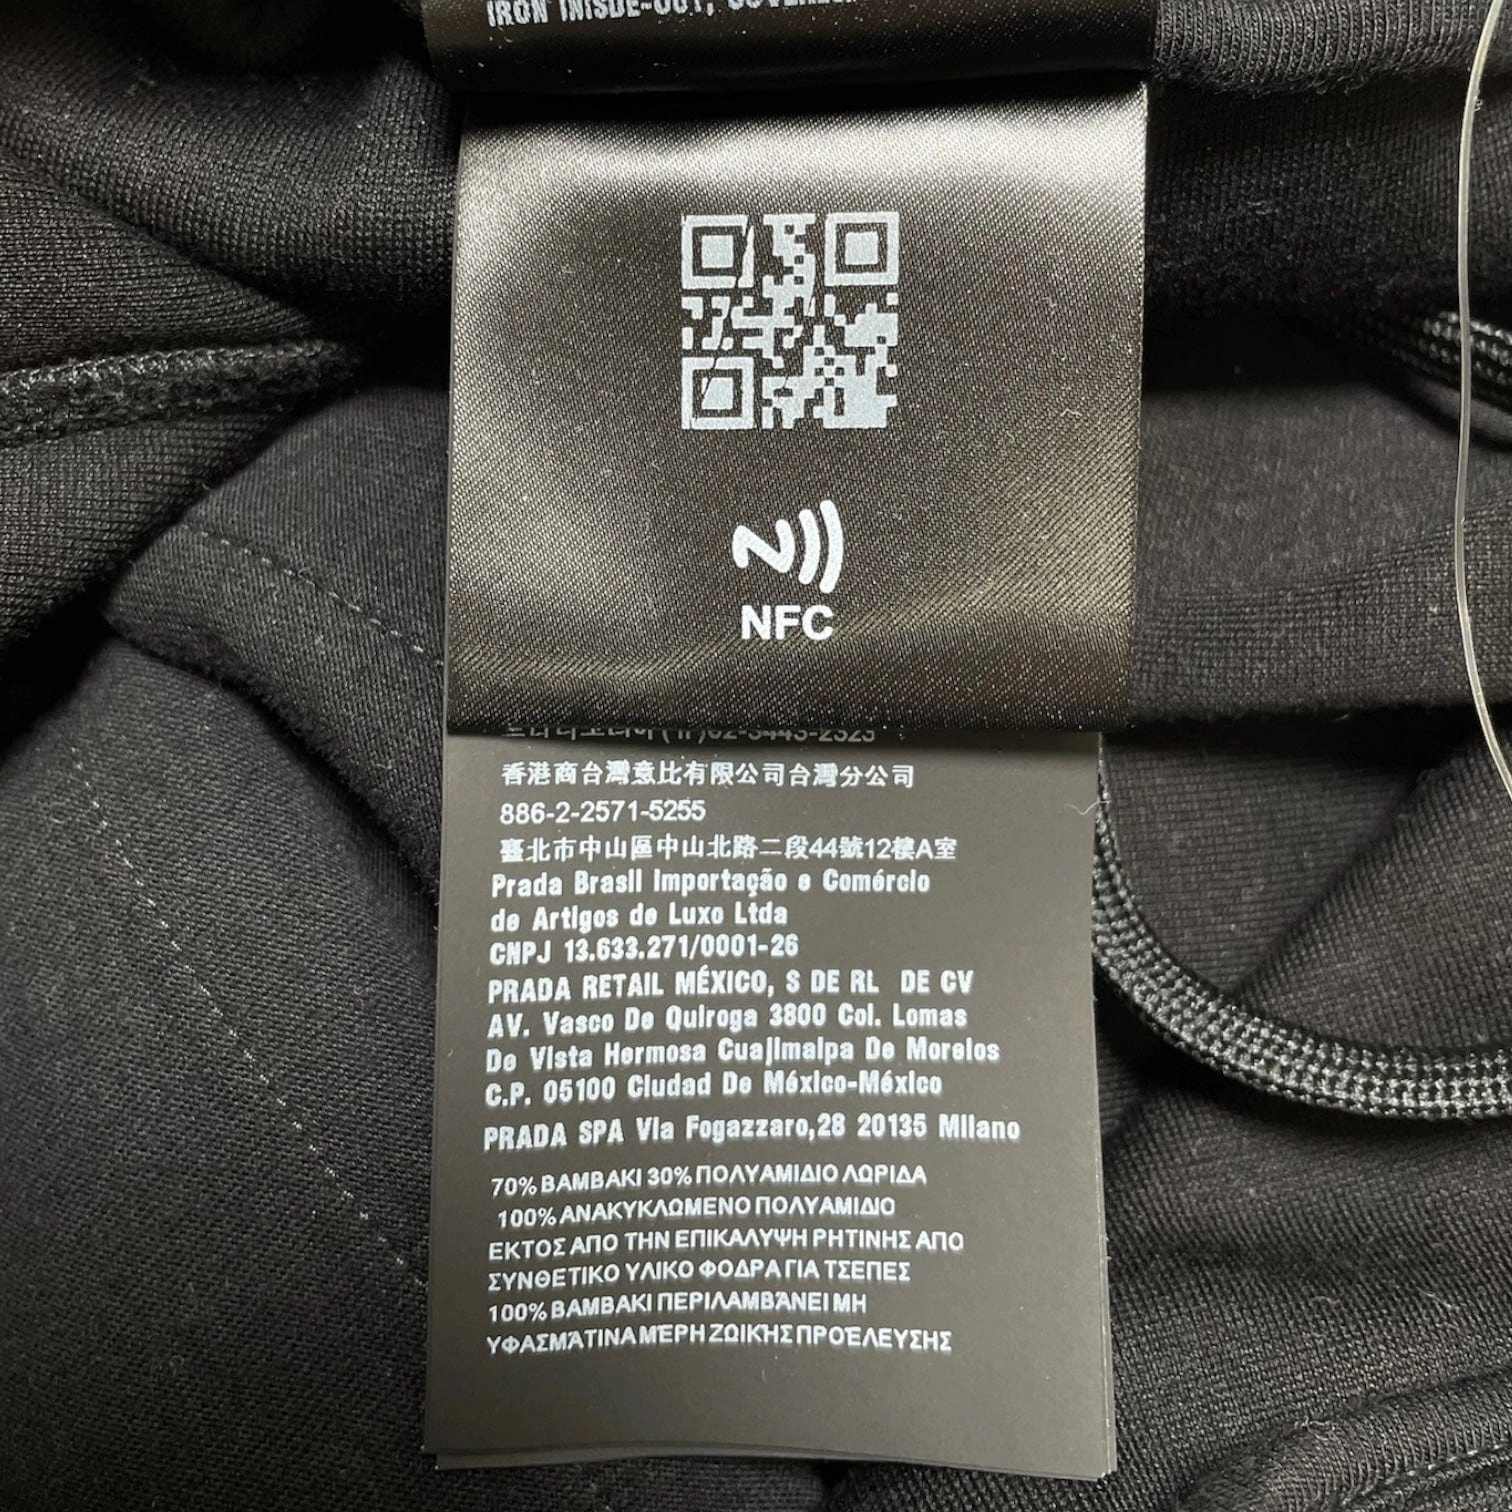 IRON INISDE-OUT,
NFC
香港商台灣意比有限公司台灣分公司
886-2-2571-5255
臺北市中山區中山北路二段44號12樓A室
Prada Brasil Importação e Comércio
de Artigos de Luxo Ltda
CNPJ 13.633.271/0001-26
PRADA RETAIL MÉXICO, S DE RL DE CV
AV. Vasco De Quiroga 3800 Col. Lomas
De Vista Hermosa Cuajimalpa De Morelos
C.P. 05100 Ciudad De México-México
PRADA SPA Via Fogazzaro,28 20135 Milano
70% ΒΑΜΒΑΚΙ 30% ΠΟΛΥΑΜΙΔΙΟ ΛΩΡΙΔΑ
100% ΑΝΑΚΥΚΛΩΜΕΝΟ ΠΟΛΥΑΜΙΔΙΟ
ΕΚΤΟΣ ΑΠΟ ΤΗΝ ΕΠΙΚΑΛΥΨΗ ΡΗΤΙΝΗΣ ΑΠΟ
ΣΥΝΘΕΤΙΚΟ ΥΛΙΚΟ ΦΟΔΡΑ ΓΙΑ ΤΣΕΠΕΣ
100% ΒΑΜΒΑΚΙ ΠΕΡΙΛΑΜΒΆΝΕΙ ΜΗ
ΥΦΑΣΜΆΤΙΝΑ ΜΈΡΗ ΖΩΙΚΉΣ ΠΡΟΈΛΕΥΣΗΣ